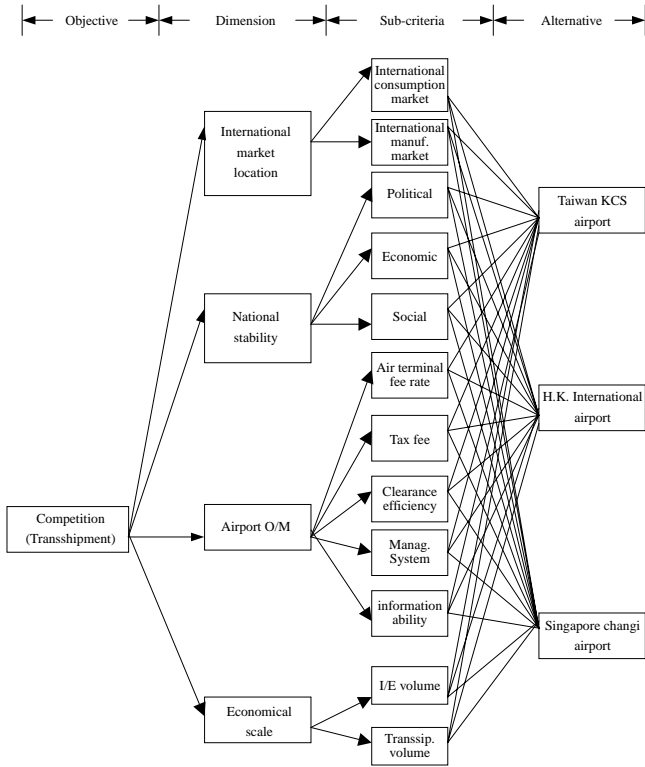 Objective
Dimension
Sub-criteria
Alternative
International
consumption
market
International
market
location
International
manuf.
market
Political
Taiwan KCS
airport
Economic
National
stability
Social
Air terminal
fee rate
H.K. International
airport
Tax fee
Clearance
efficiency
Competition
(Transshipment)
Airport O/M
Manag.
System
information
ability
Singapore changi
airport
I/E volume
Economical
scale
Transsip.
volume